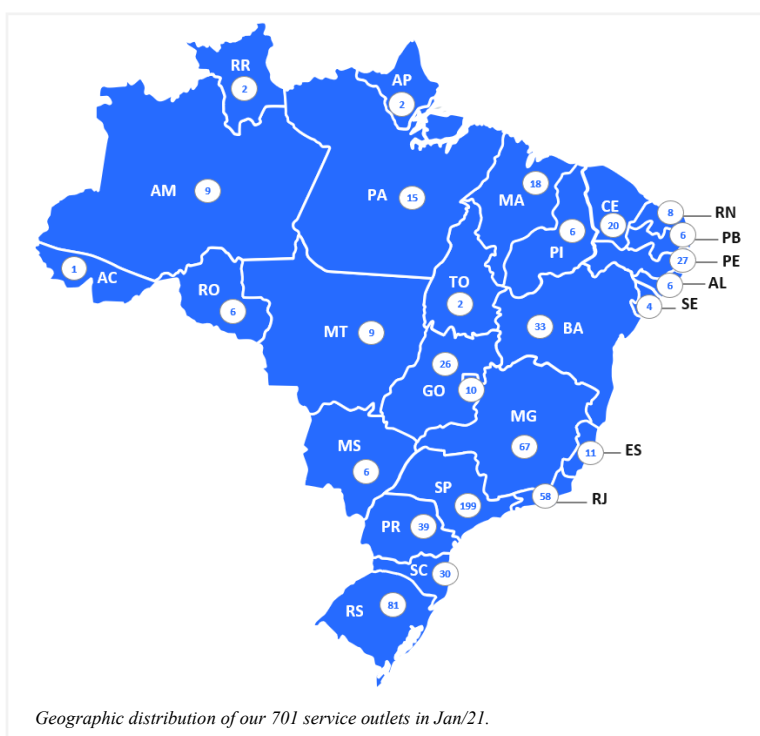 RR
2
AP
2
AM
9
PA
15
MA
18
CE
20
8
RN
6
PB
PI
6
27
PE
6
AL
4
SE
1
AC
RO
6
TO
2
MT
9
33
BA
26
GO
10
MG
67
11
ES
MS
6
SP
199
58
RJ
PR
39
SC
30
RS
81
Geographic distribution of our 701 service outlets in Jan/21.